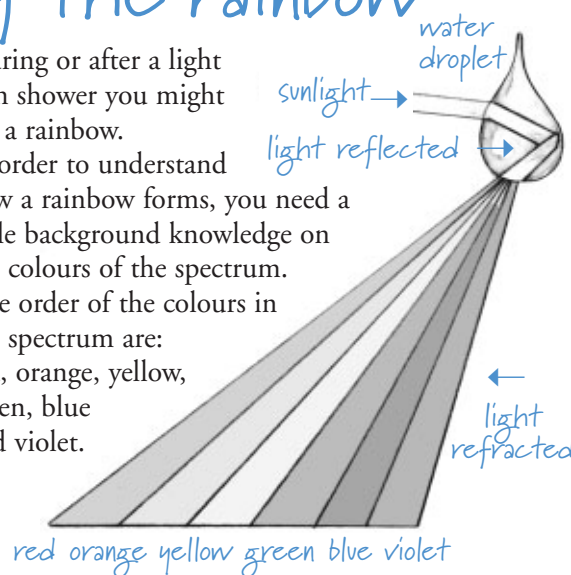 the rainbow
ring or after a light
n shower you might
a rainbow.
order to understand
w a rainbow forms, you need a
le background knowledge on
colours of the spectrum.
e order of the colours in
spectrum are:
, orange, yellow,
en, blue
d violet.
water
droplet
sunlight
light reflected
light
refracted
red orange yellow green blue violet